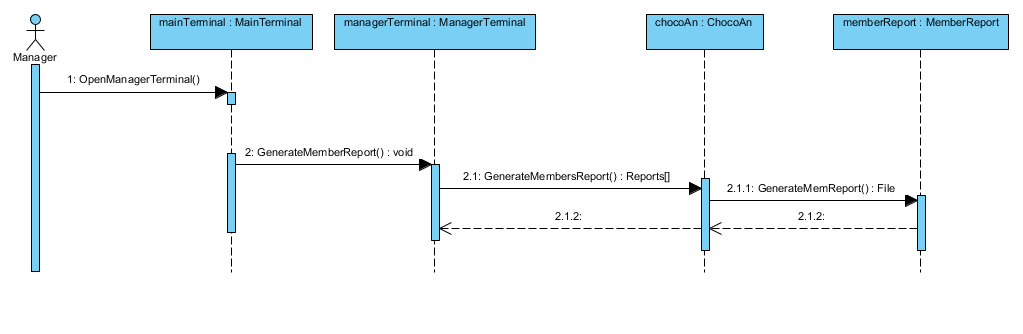 mainTerminal : MainTerminal
managerTerminal : ManagerTerminal
chocoAn : ChocoAn
memberReport : MemberReport
Manager
1: OpenManagerTerminal()
2: GenerateMemberReport() : void
2.1: GenerateMembersReport() : Reports[]
2.1.1: GenerateMemReport() : File
2.1.2:
2.1.2: